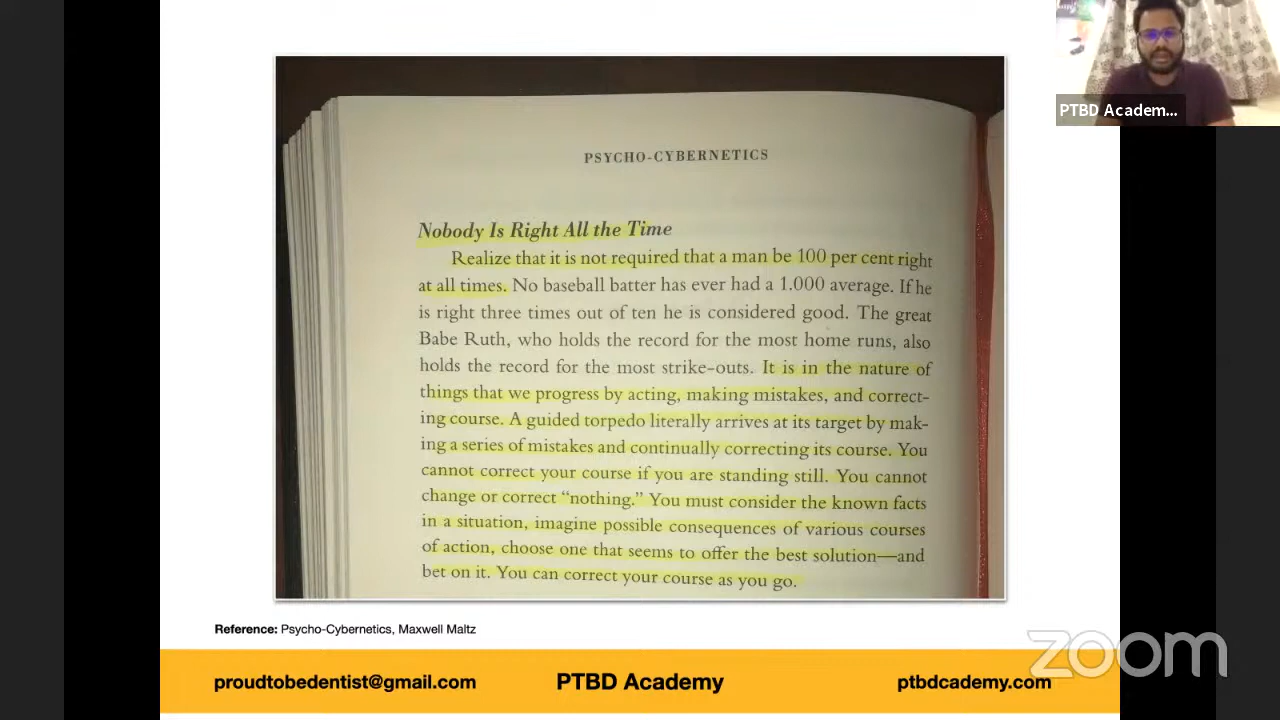 PTBD Academ...
PSYCHO-CYBERNETICS
Nobody Is Right All the Time
Realize that it is not required that a man be 100 per cent right
at all times. No baseball batter has ever had a 1.000 average. If he
is right three times out of ten he is considered good. The great
Babe Ruth, who holds the record for the most home runs, also
holds the record for the most strike-outs. It is in the nature of
things that we progress by acting, making mistakes, and correct-
ing course. A guided torpedo literally arrives at its target by mak-
ing a series of mistakes and continually correcting its course. You
cannot correct your course if you are standing still. You cannot
change or correct “nothing.” You must consider the known facts
in a situation, imagine possible consequences of various courses
of action, choose one that seems to offer the best solution—and
bet on it. You can correct your course as you go.
Reference: Psycho-Cybernetics, Maxwell Maltz
zoom
proudtobedentist@gmail.com PTBD Academy ptbdcademy.com